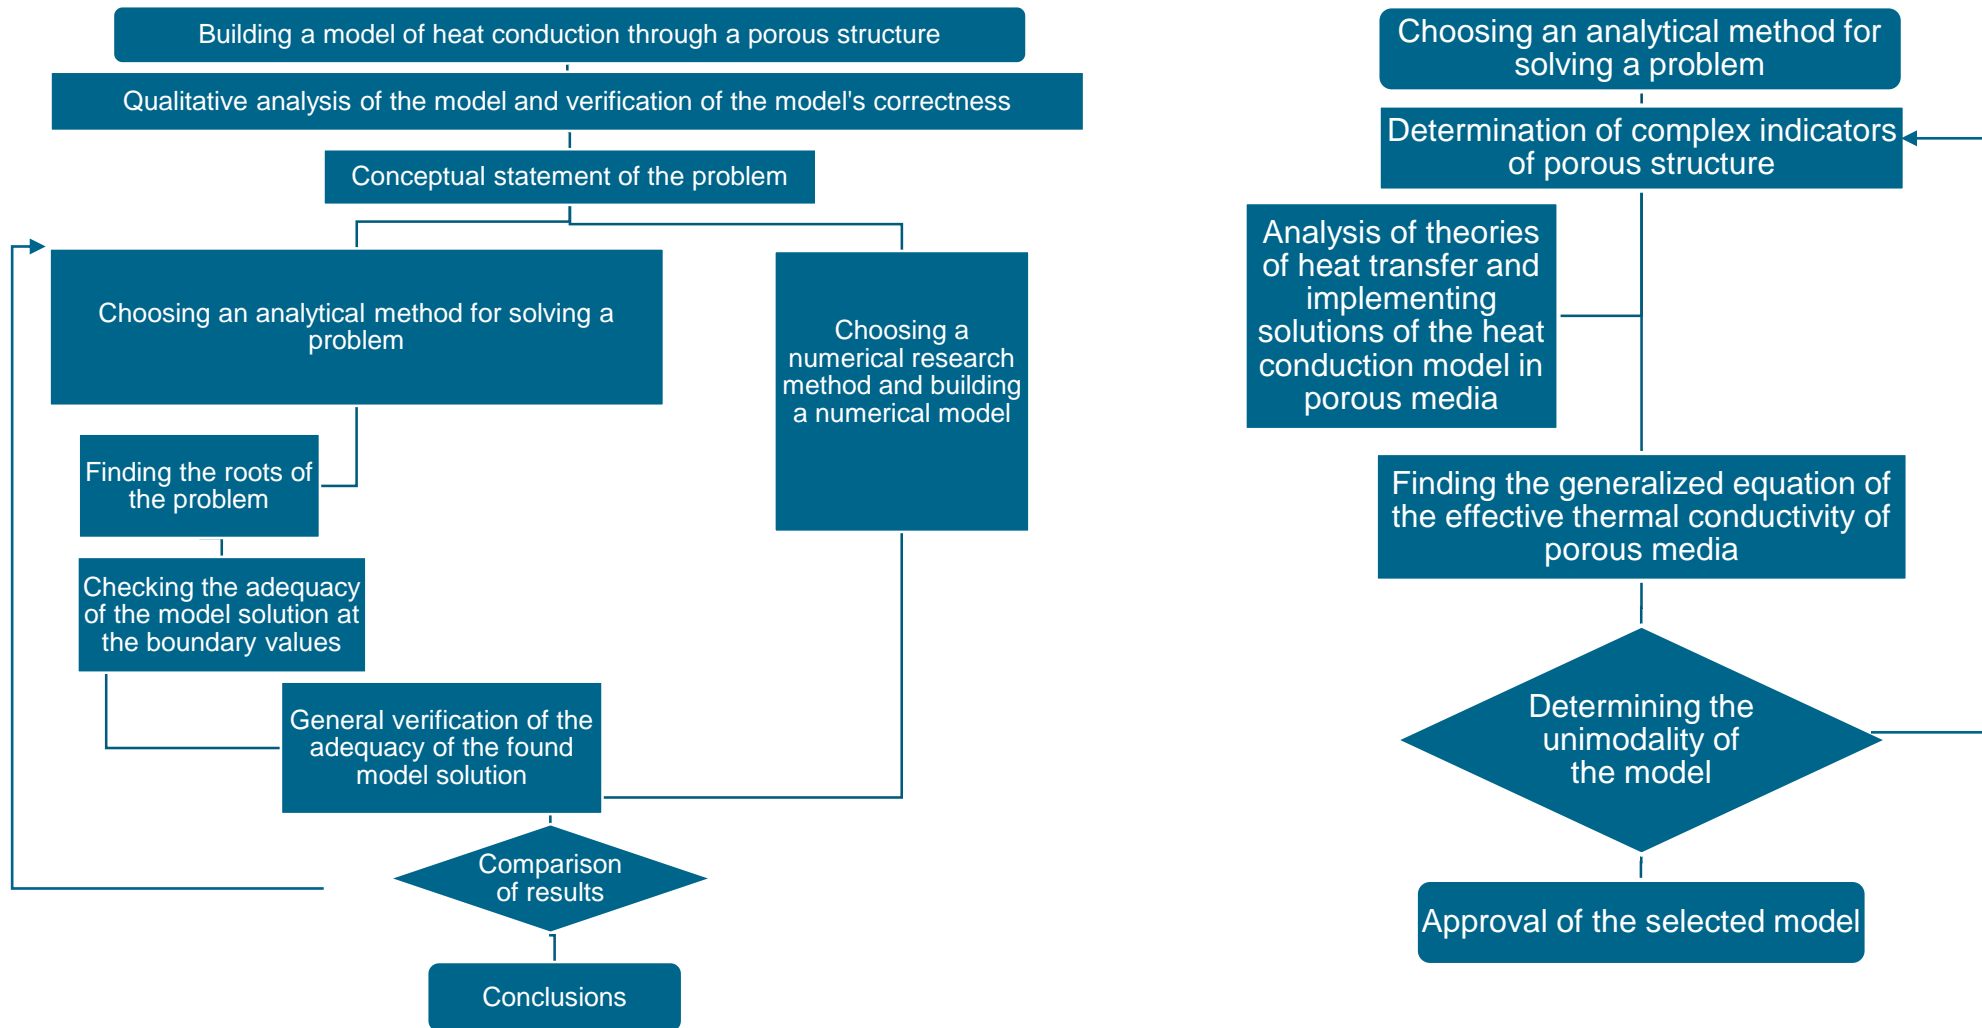 Building a model of heat conduction through a porous structure
Qualitative analysis of the model and verification of the model's correctness
Conceptual statement of the problem
Choosing an analytical method for solving a
problem
Choosing a
numerical research
method and building
a numerical model
Finding the roots of
the problem
Checking the adequacy
of the model solution at
the boundary values
General verification of the
adequacy of the found
model solution
Comparison
of results
Conclusions
Choosing an analytical method for
solving a problem
Determination of complex indicators
of porous structure
Analysis of theories
of heat transfer and
implementing
solutions of the heat
conduction model in
porous media
Finding the generalized equation of
the effective thermal conductivity of
porous media
Determining the
unimodality of
the model
Approval of the selected model